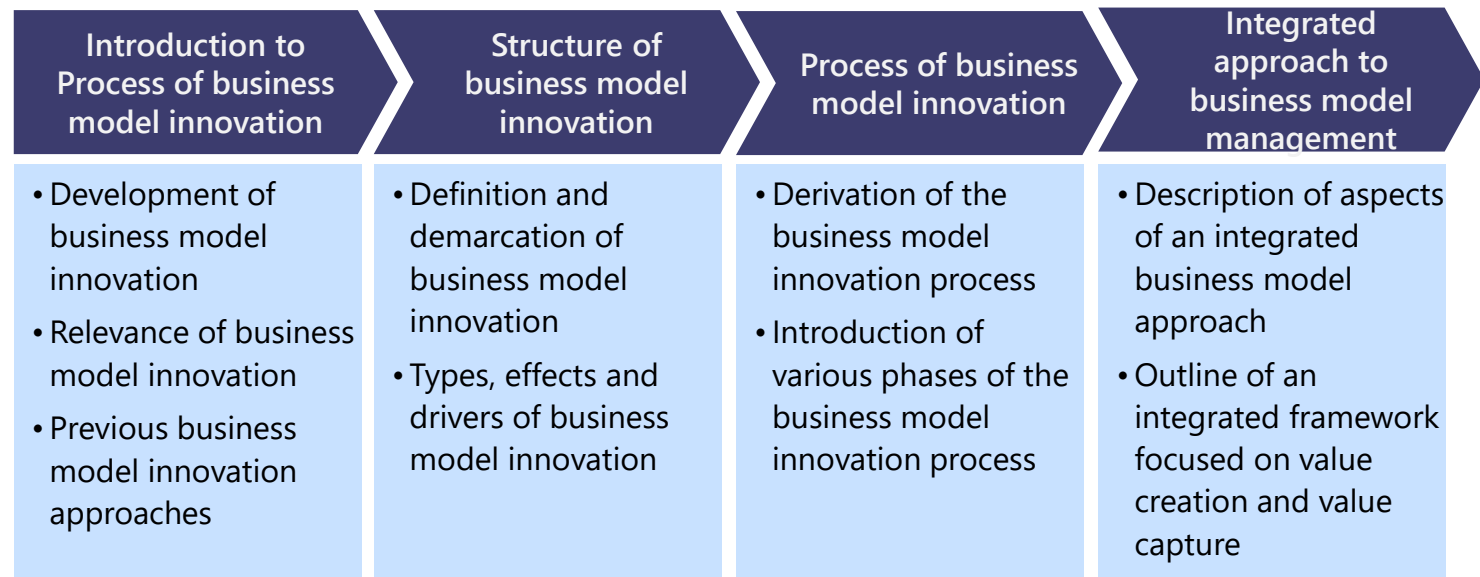 Introduction to
Process of business
model innovation
Structure of
business model
innovation
Process of business
model innovation
Integrated
approach to
business model
management
• Development of
business model
innovation
• Relevance of business
model innovation
• Previous business
model innovation
approaches
• Definition and
demarcation of
business model
innovation
• Types, effects and
drivers of business
model innovation
• Derivation of the
business model
innovation process
• Introduction of
various phases of the
business model
innovation process
• Description of aspects
of an integrated
business model
approach
• Outline of an
integrated framework
focused on value
creation and value
capture